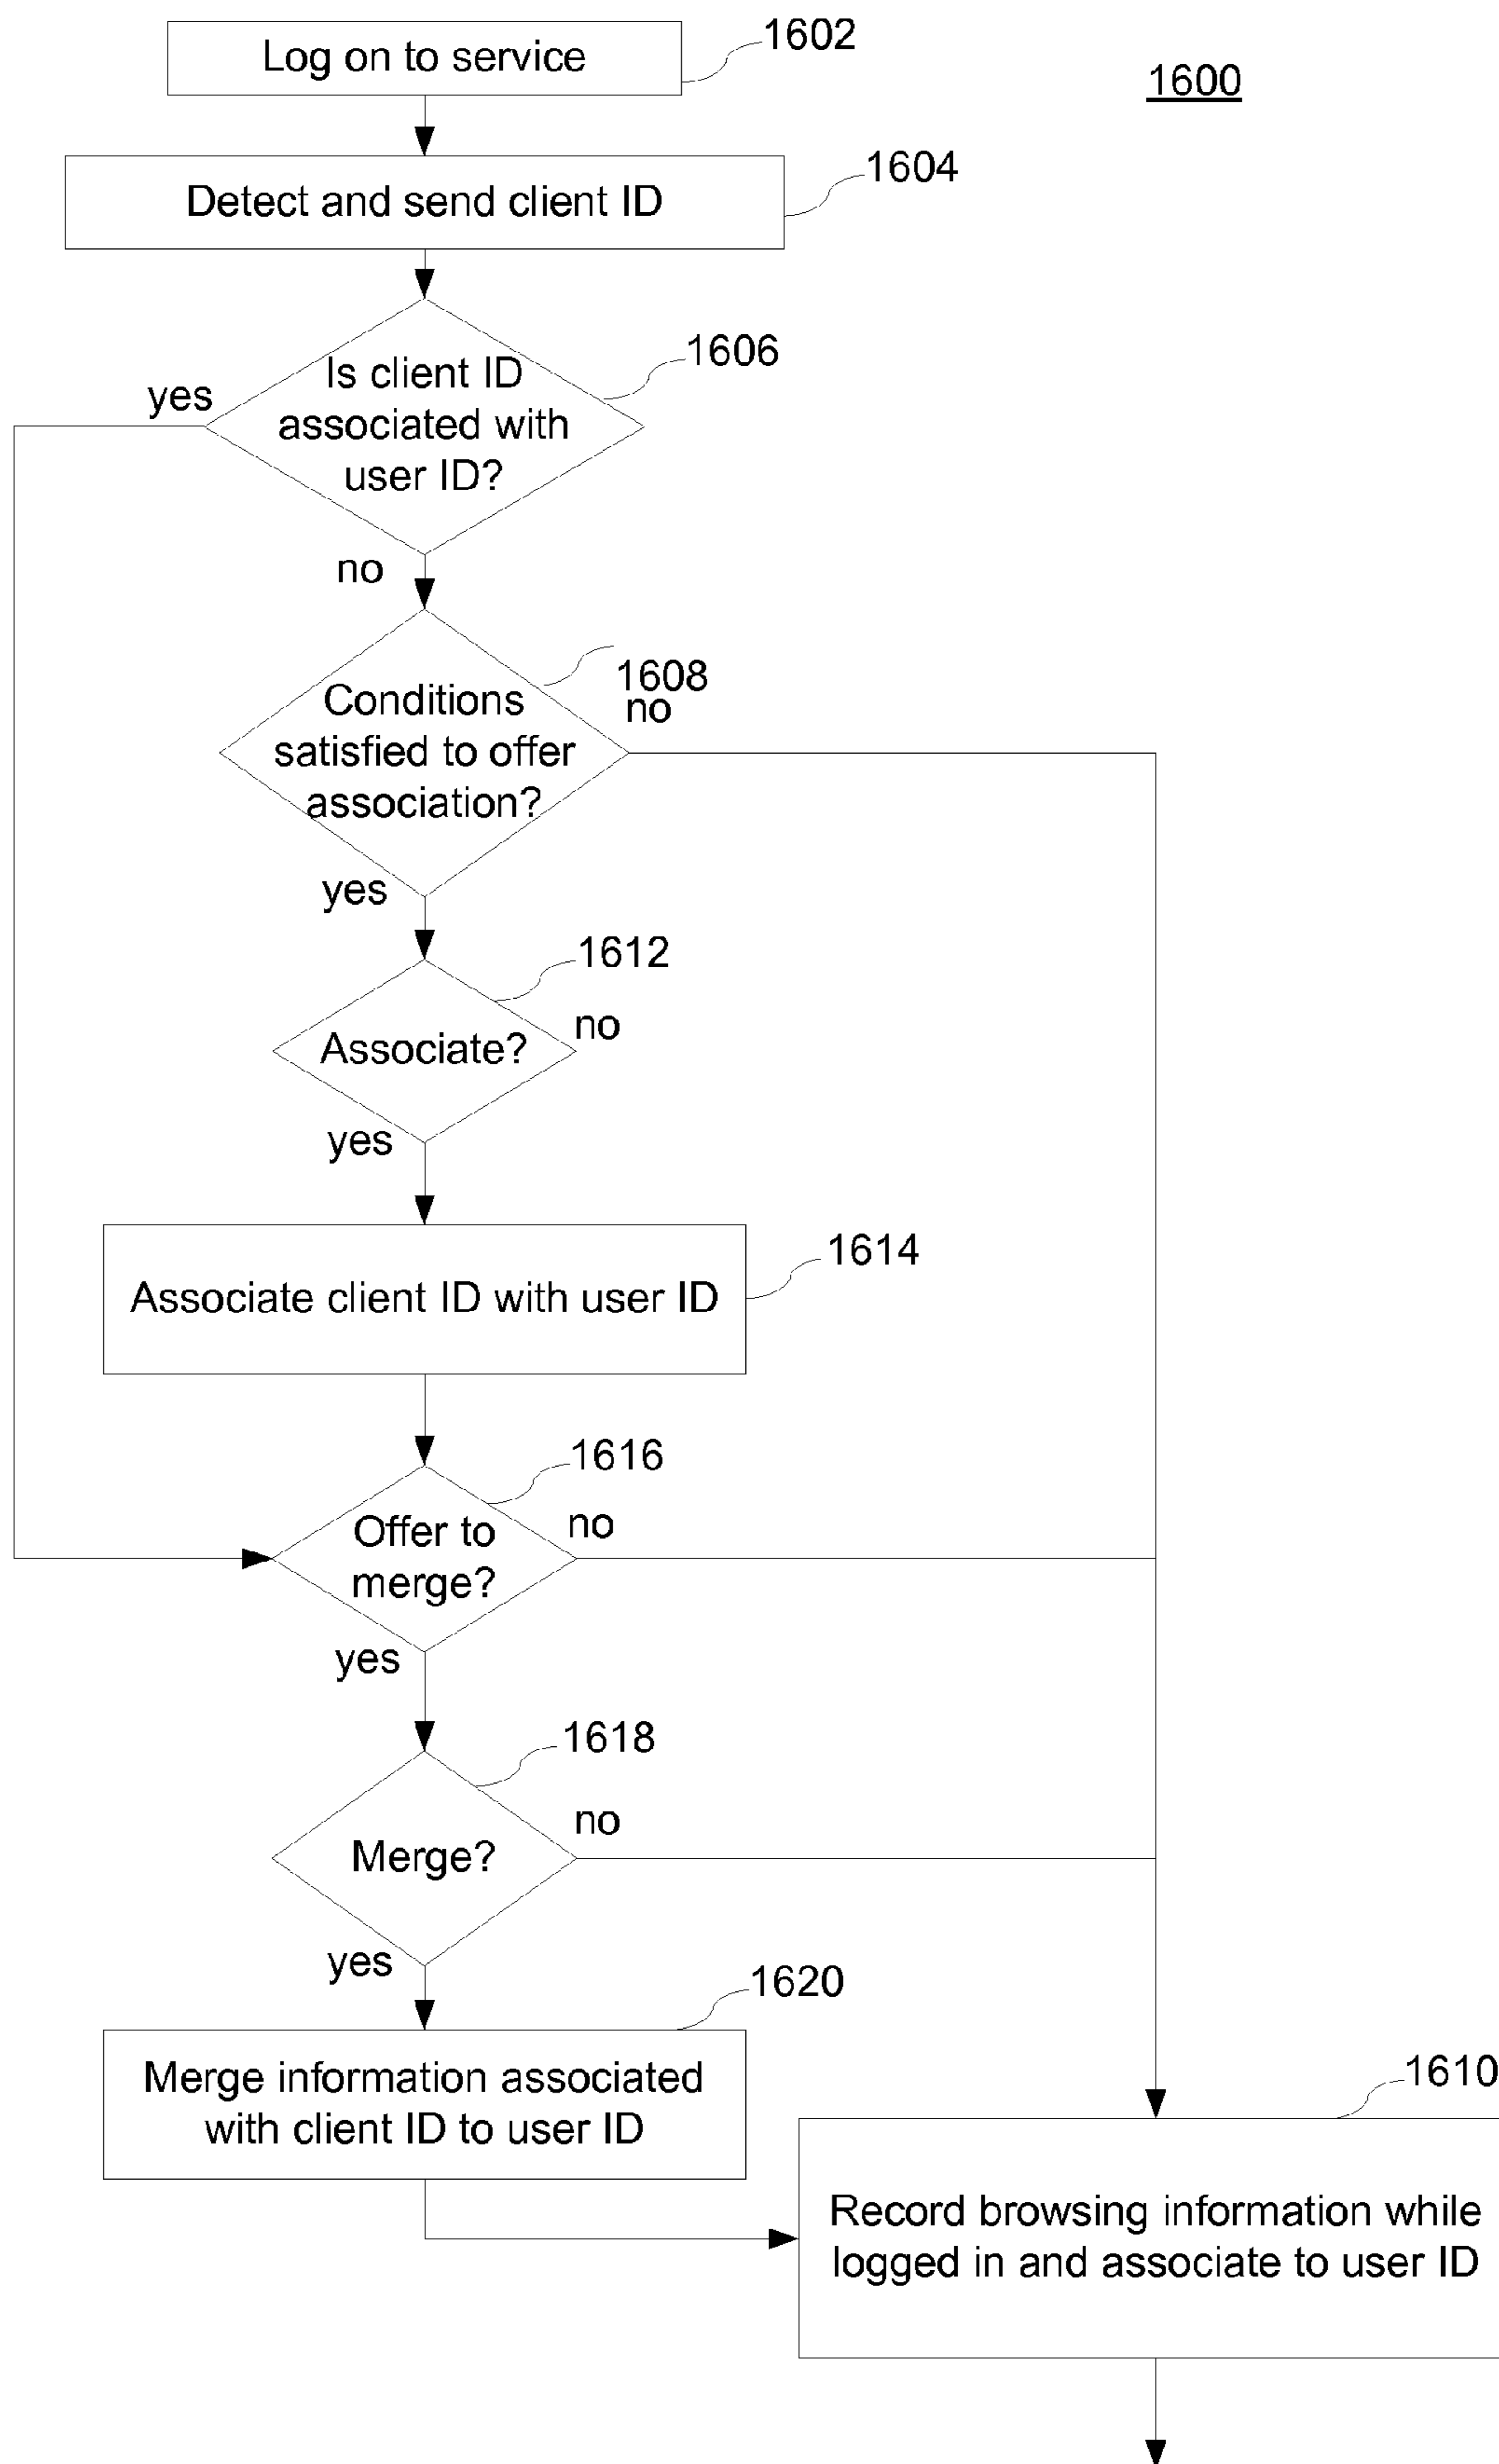 Log on to service
1602
1600
Detect and send client ID
1604
1606
Is client ID
associated with
user ID?
yes
no
1608
no
Conditions
satisfied to offer
association?
yes
1612
no
Associate?
yes
1614
Associate client ID with user ID
1616
Offer to
merge?
no
yes
1618
no
Merge?
yes
1620
Merge information associated
with client ID to user ID
1610
Record browsing information while
logged in and associate to user ID